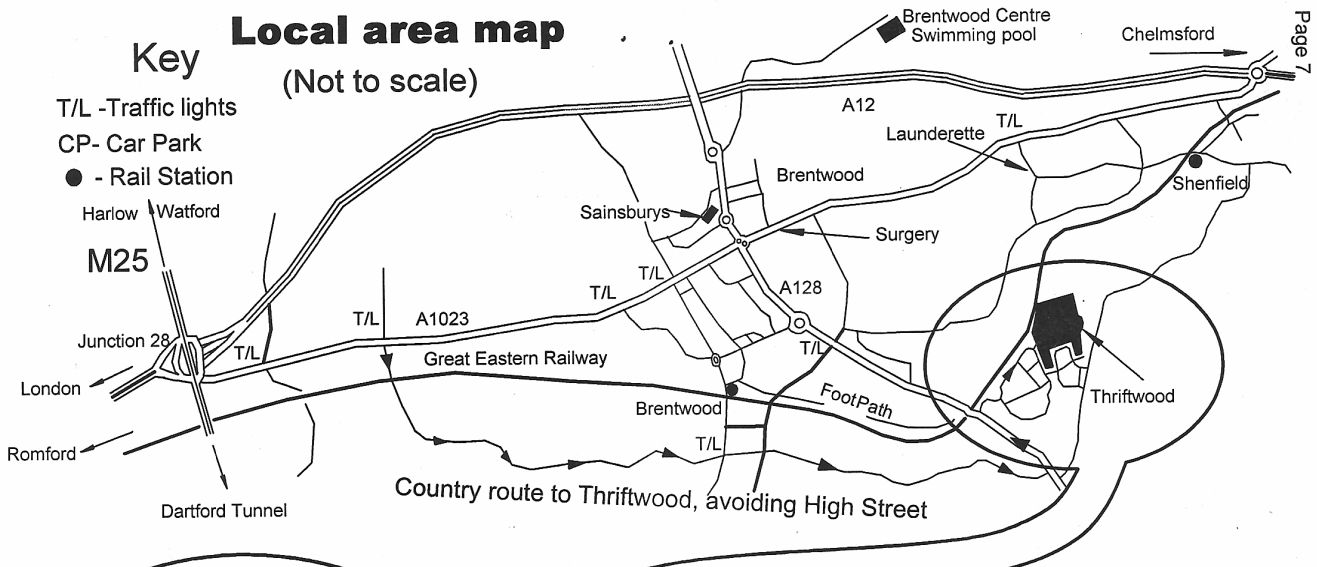 Local area map
(Not to scale)
Key
T/L -Traffic lights
CP- Car Park
- Rail Station
Harlow Watford
M25
Junction 28
London
Romford
Dartford Tunnel
T/L
T/L
A1023
Great Eastern Railway
T/L
T/L
Sainsburys
Brentwood
Surgery
A128
T/L
Brentwood
T/L
FootPath
Country route to Thriftwood, avoiding High Street
Thriftwood
Shenfield
Launderette
T/L
A12
Brentwood Centre
Swimming pool
Chelmsford
Page 7